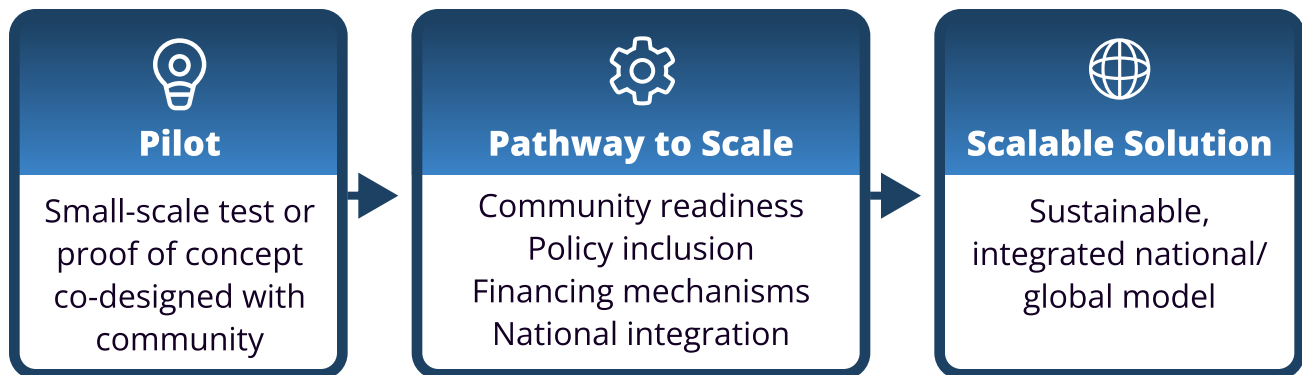 Pilot
Small-scale test or
proof of concept
co-designed with
community
Pathway to Scale
Community readiness
Policy inclusion
Financing mechanisms
National integration
Scalable Solution
Sustainable,
integrated national/
global model